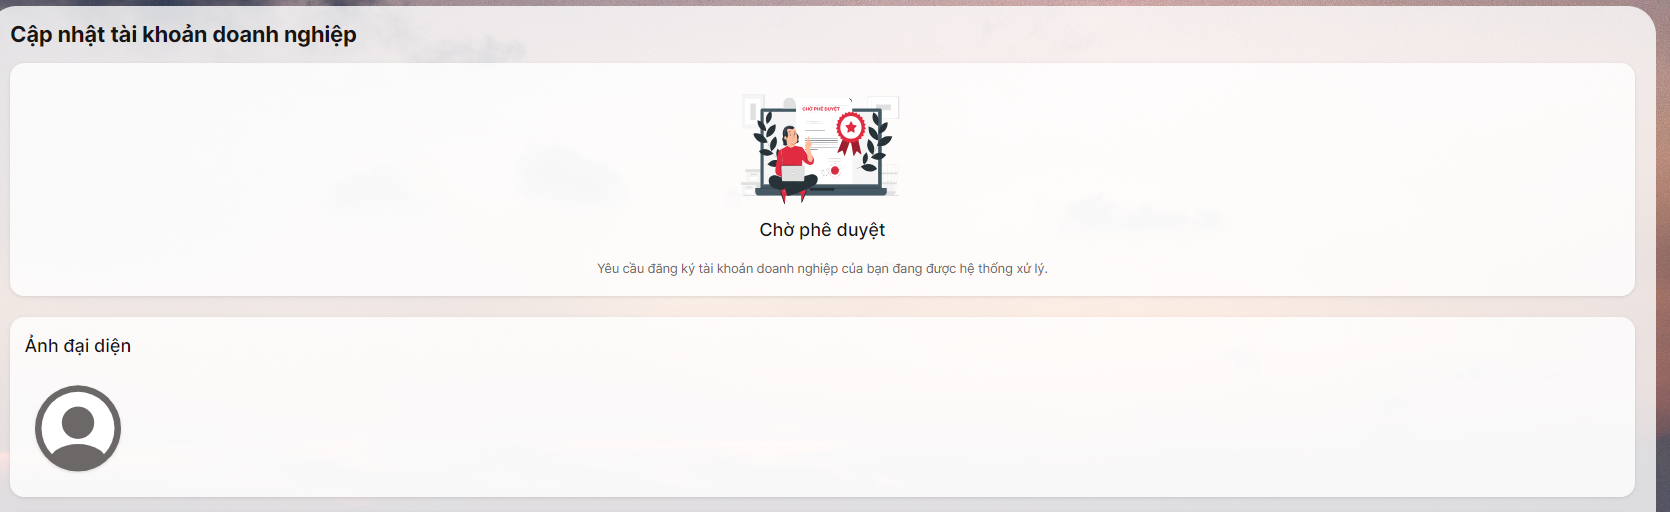 Cập nhật tài khoản doanh nghiệp
CHỜ PHÊ DUYỆT
Chờ phê duyệt
Yêu cầu đăng ký tài khoản doanh nghiệp của bạn đang được hệ thống xử lý.
Ảnh đại diện